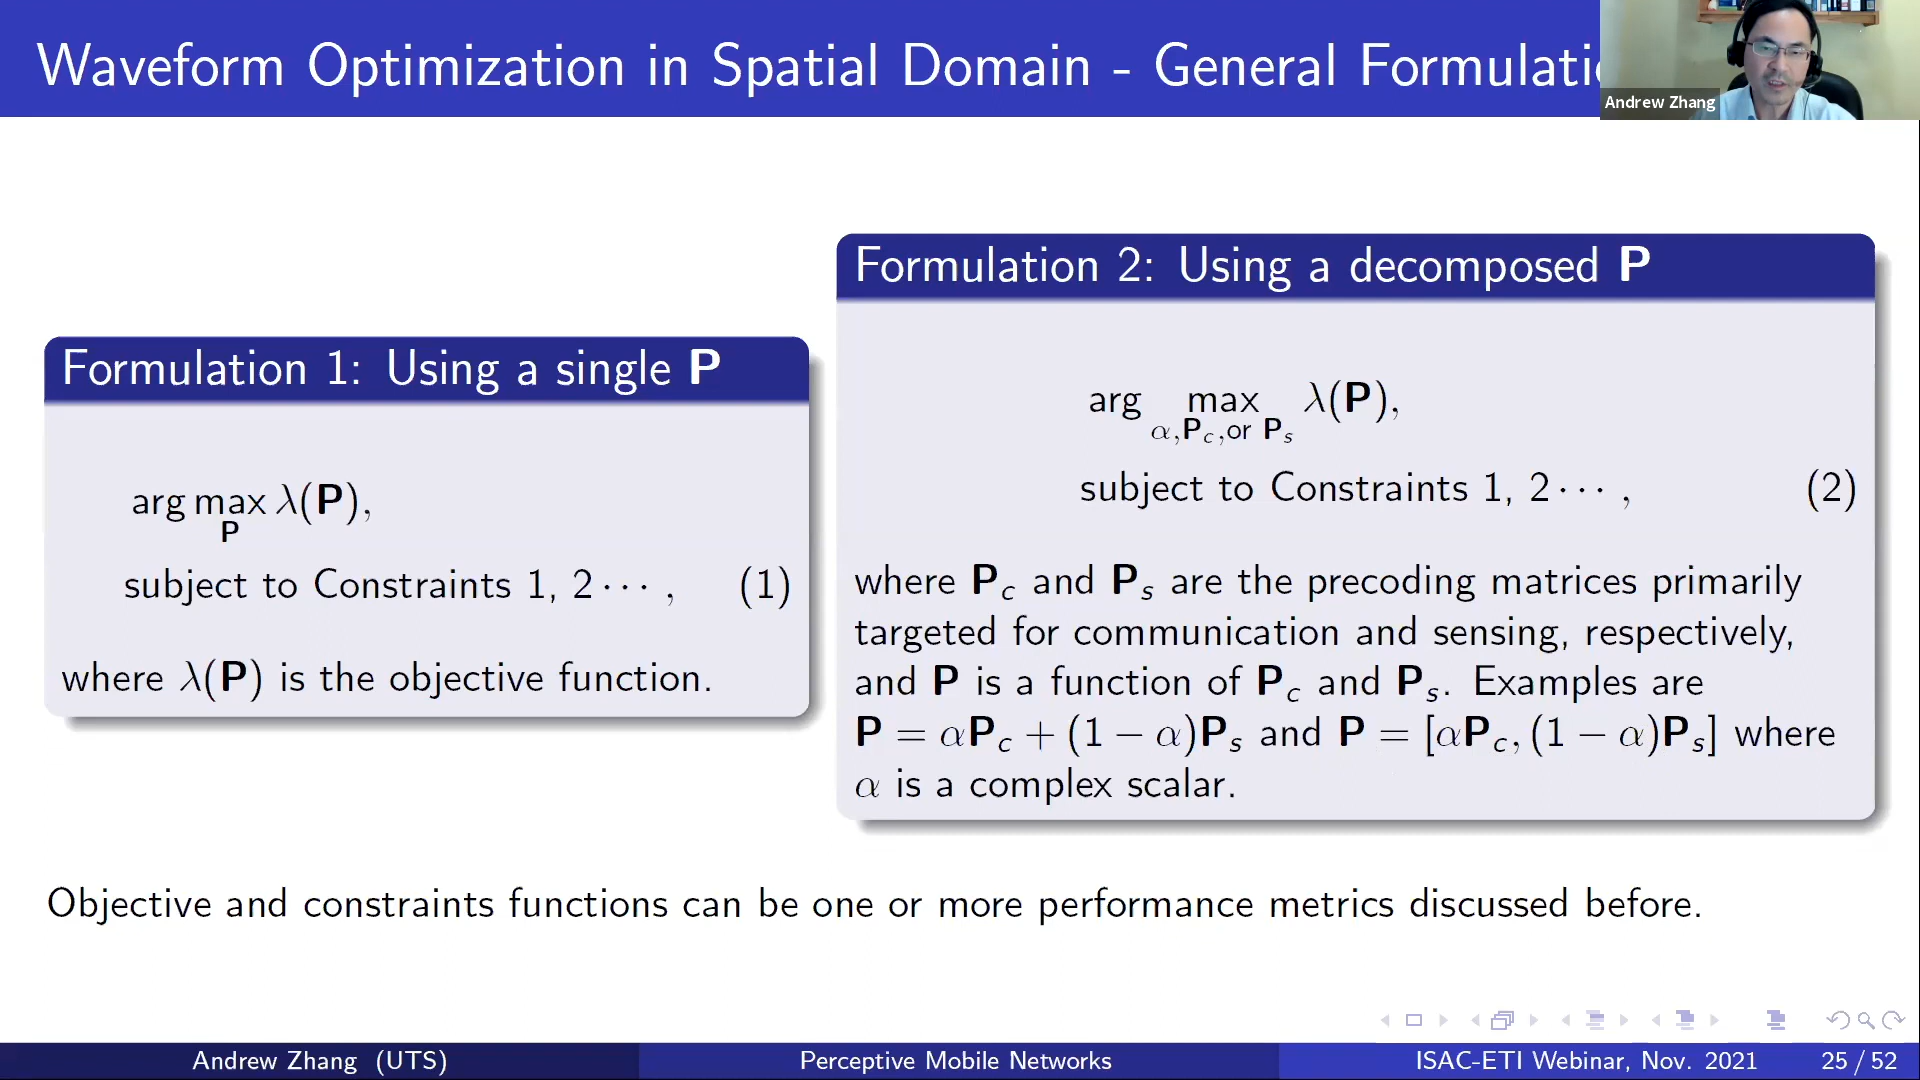 Waveform Optimization in Spatial Domain - General Formulati
Andrew Zhang
Formulation 1: Using a single P
arg max λ(P),
P
subject to Constraints 1, 2 · · · , (1)
where λ(P) is the objective function.
Formulation 2: Using a decomposed P
arg max λ(P),
α,P_c,or P_s
subject to Constraints 1, 2 · · · , (2)
where P_c and P_s are the precoding matrices primarily
targeted for communication and sensing, respectively,
and P is a function of P_c and P_s. Examples are
P = αP_c + (1 − α)P_s and P = [αP_c, (1 − α)P_s] where
α is a complex scalar.
Objective and constraints functions can be one or more performance metrics discussed before.
Andrew Zhang (UTS) Perceptive Mobile Networks ISAC-ETI Webinar, Nov. 2021 25 / 52